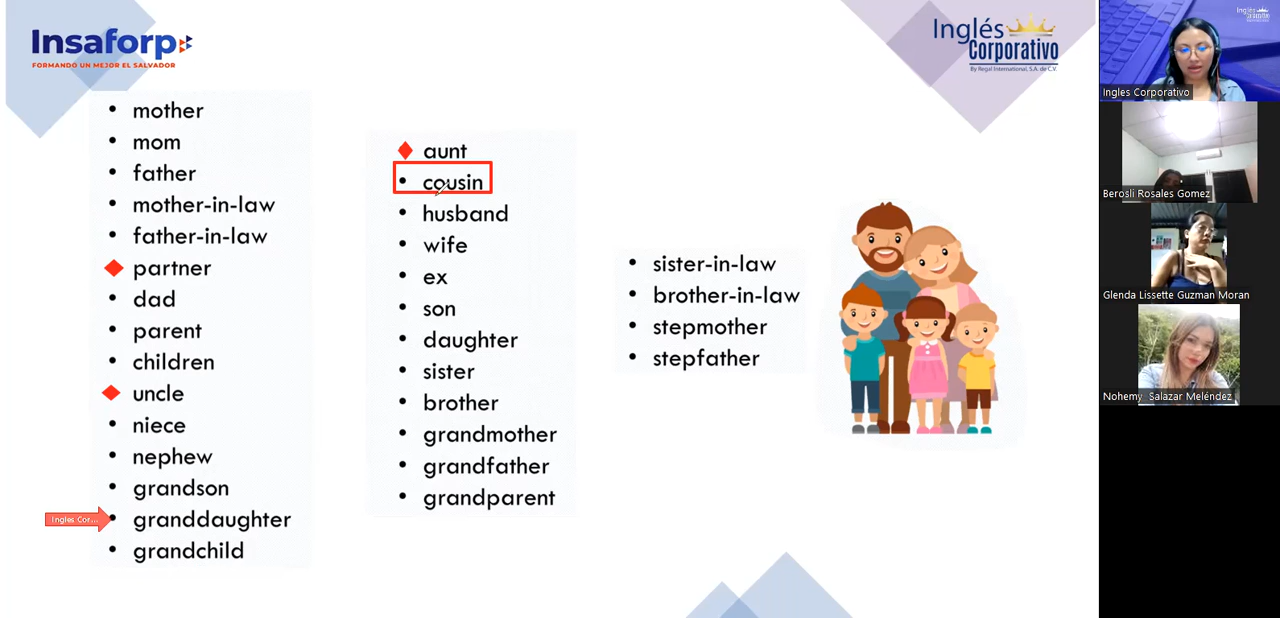 Insaforp
FORMANDO UN MEJOR EL SALVADOR
Inglés
Corporativo
By Regal International, S.A. de C.V.
• mother
• mom
• father
• mother-in-law
• father-in-law
partner
• dad
• parent
• children
uncle
• niece
• nephew
• grandson
Ingles Cor...
• granddaughter
• grandchild
aunt
• cousin
• husband
• wife
• ex
• son
• daughter
• sister
• brother
• grandmother
• grandfather
• grandparent
• sister-in-law
• brother-in-law
• stepmother
• stepfather
Inglés
Ingles Corporativo
Berosli Rosales Gomez
Glenda Lissette Guzman Moran
Nohemy Salazar Meléndez